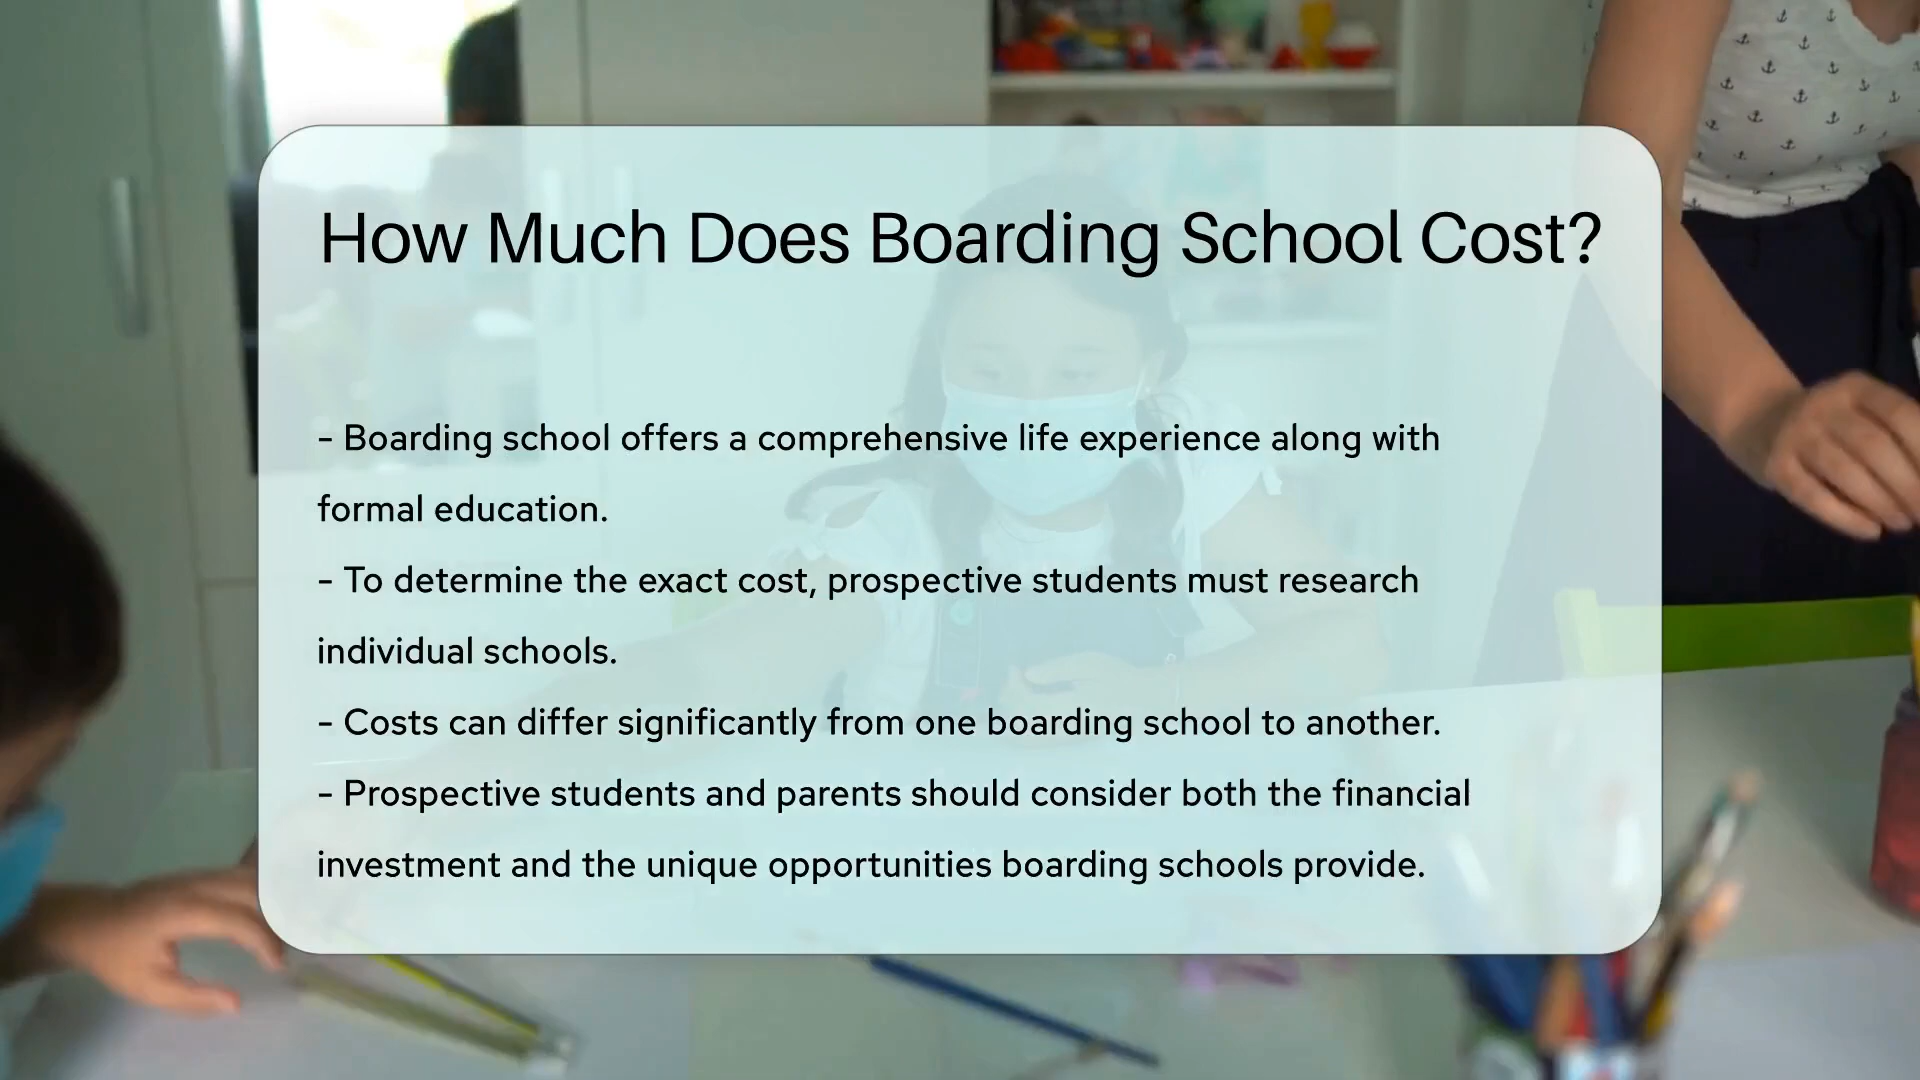 How Much Does Boarding School Cost?
- Boarding school offers a comprehensive life experience along with
formal education.
- To determine the exact cost, prospective students must research
individual schools.
- Costs can differ significantly from one boarding school to another.
- Prospective students and parents should consider both the financial
investment and the unique opportunities boarding schools provide.